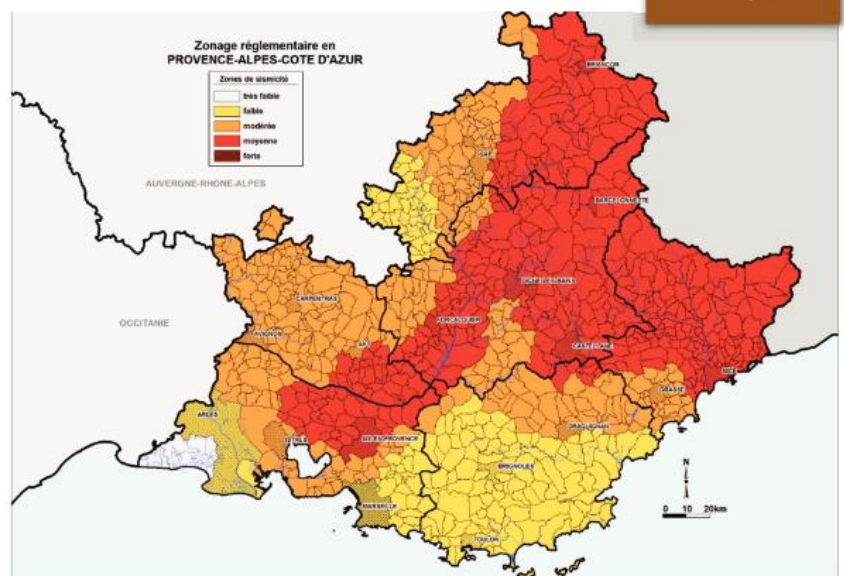 Zonage réglementaire en
PROVENCE-ALPES-COTE D'AZUR
Zones de sismicité
très faible
faible
modérée
moyenne
forte
AUVERGNE-RHONE-ALPES
OCCITANIE
BRIANCON
GAP
BARCELONNETTE
DIGNE-LES-BAINS
CARPENTRAS
FORCALQUIER
AVIGNON
APT
CASTELLANE
NICE
GRASSE
ARLES
ISTRES
AIX-EN-PROVENCE
DRAGUIGNAN
BRIGNOLES
MARSEILLE
TOULON
N
0 10 20km